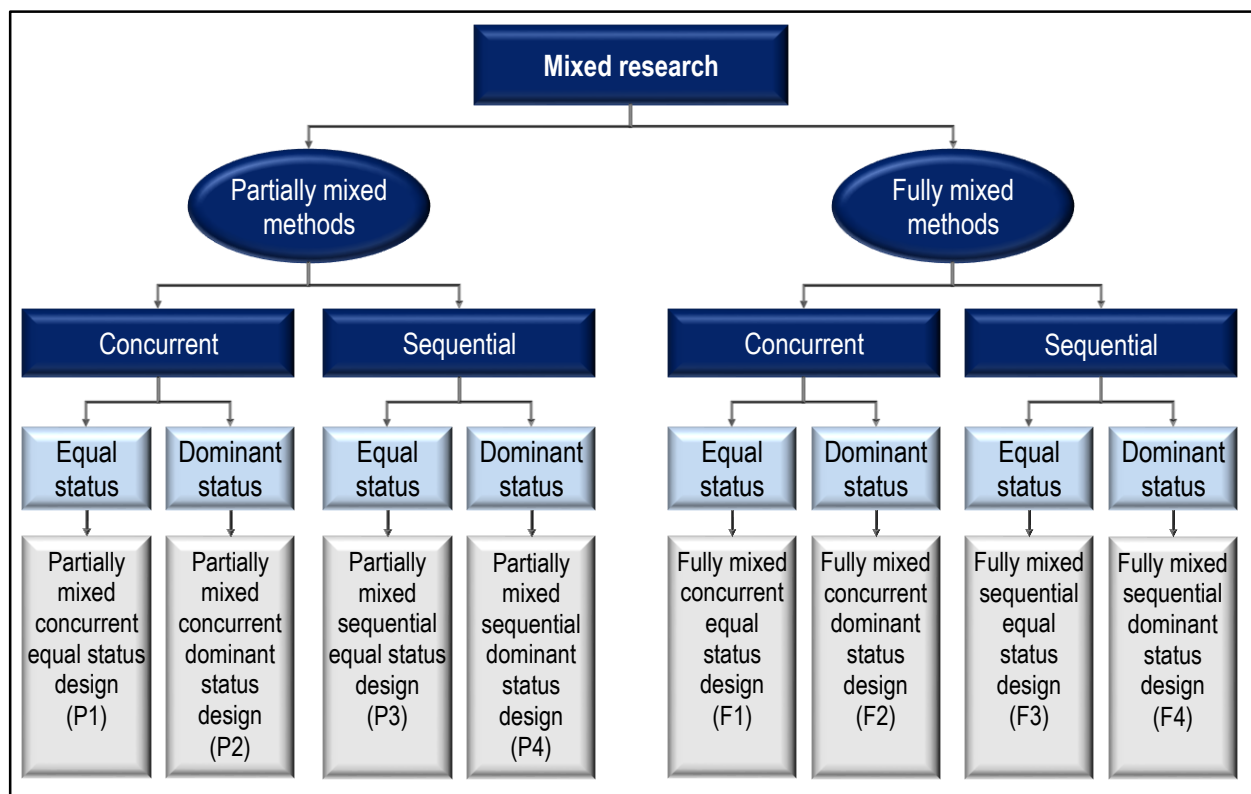 Mixed research
Partially mixed
methods
Fully mixed
methods
Concurrent
Sequential
Concurrent
Sequential
Equal
status
Dominant
status
Equal
status
Dominant
status
Equal
status
Dominant
status
Equal
status
Dominant
status
Partially
mixed
concurrent
equal status
design
(P1)
Partially
mixed
concurrent
dominant
status
design
(P2)
Partially
mixed
sequential
equal status
design
(P3)
Partially
mixed
sequential
dominant
status
design
(P4)
Fully mixed
concurrent
equal
status
design
(F1)
Fully mixed
concurrent
dominant
status
design
(F2)
Fully mixed
sequential
equal
status
design
(F3)
Fully mixed
sequential
dominant
status
design
(F4)